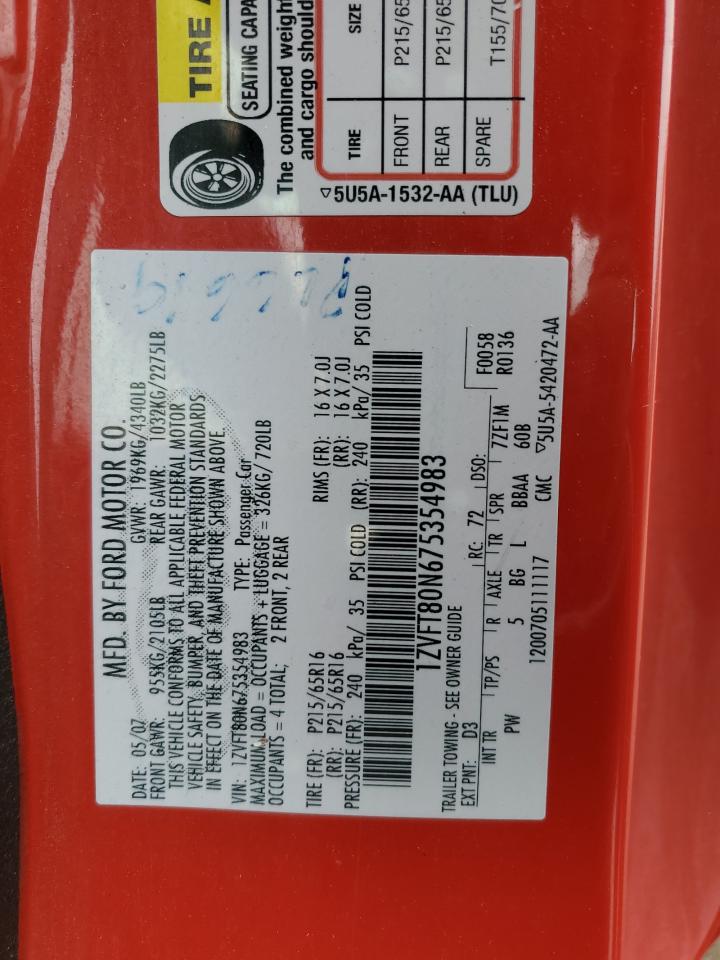 MFD. BY FORD MOTOR CO.
DATE: 05/07 GVWR: 1969KG/4340LB
FRONT GAWR: 955KG/2105LB REAR GAWR: 1032KG/2275LB
THIS VEHICLE CONFORMS TO ALL APPLICABLE FEDERAL MOTOR
VEHICLE SAFETY, BUMPER, AND THEFT PREVENTION STANDARDS
IN EFFECT ON THE DATE OF MANUFACTURE SHOWN ABOVE.
VIN: 1ZVFT80N675354983 TYPE: Passenger Car
MAXIMUM LOAD = OCCUPANTS + LUGGAGE = 326KG/720LB
OCCUPANTS = 4 TOTAL; 2 FRONT, 2 REAR
TIRE (FR): P215/65R16 RIMS (FR): 16 X 7.0J
(RR): P215/65R16 (RR): 16 X 7.0J
PRESSURE (FR): 240 kPa/ 35 PSI COLD (RR): 240 kPa/ 35 PSI COLD
1ZVFT80N675354983
TRAILER TOWING - SEE OWNER GUIDE
EXT PNT: D3 RC: 72 DSO:
F0058
R0136
INT TR TP/PS R AXLE TR SPR
PW 5 BG L BBAA 7ZF1M
60B
1200705111117 CMC ▽5U5A-5420472-AA
TIRE
SEATING CAPA
The combined weight
and cargo should
TIRE SIZE
FRONT P215/65
REAR P215/65
SPARE T155/70
▽5U5A-1532-AA (TLU)